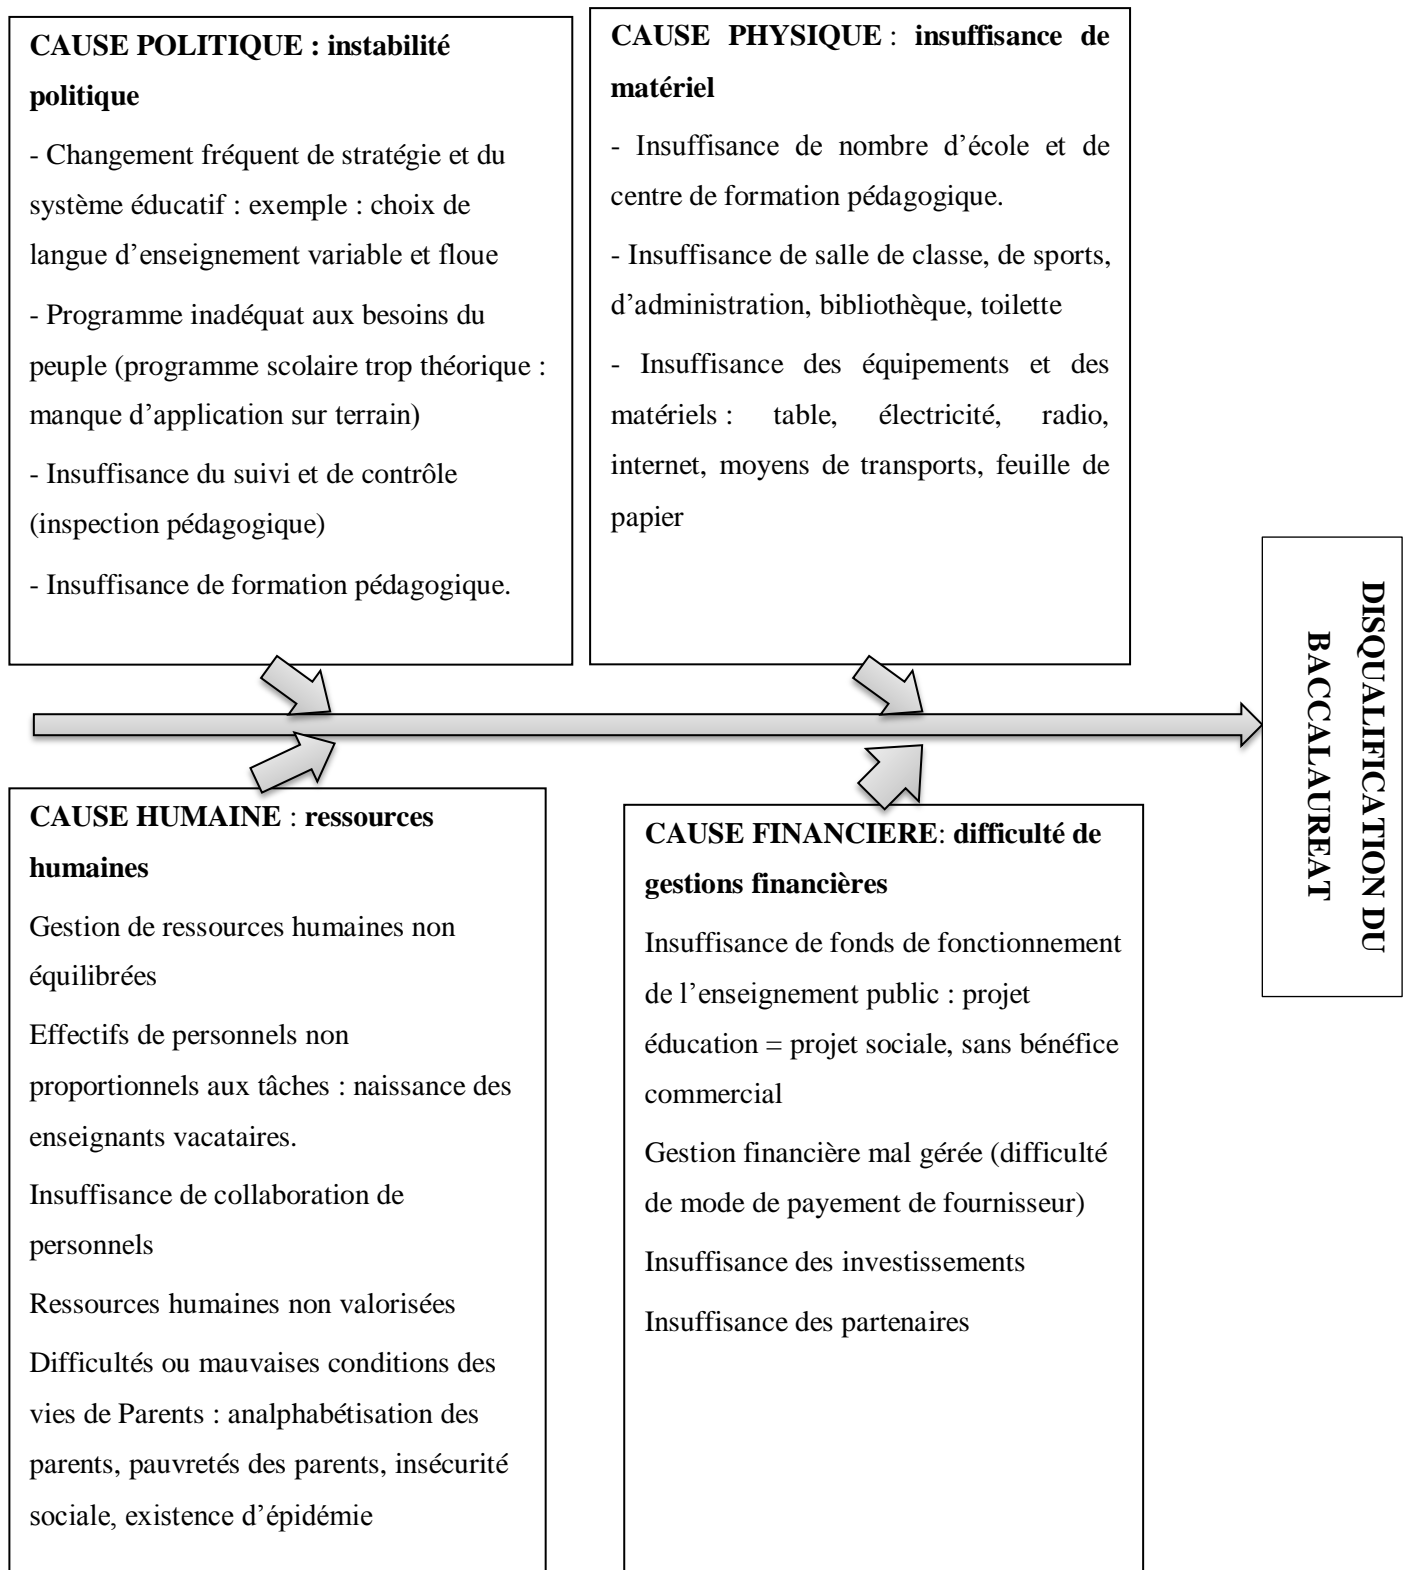 CAUSE POLITIQUE : instabilité
politique
- Changement fréquent de stratégie et du
système éducatif : exemple : choix de
langue d’enseignement variable et floue
- Programme inadéquat aux besoins du
peuple (programme scolaire trop théorique :
manque d’application sur terrain)
- Insuffisance du suivi et de contrôle
(inspection pédagogique)
- Insuffisance de formation pédagogique.
CAUSE PHYSIQUE : insuffisance de
matériel
- Insuffisance de nombre d’école et de
centre de formation pédagogique.
- Insuffisance de salle de classe, de sports,
d’administration, bibliothèque, toilette
- Insuffisance des équipements et des
matériels : table, électricité, radio,
internet, moyens de transports, feuille de
papier
DISQUALIFICATION DU
BACCALAUREAT
CAUSE HUMAINE : ressources
humaines
Gestion de ressources humaines non
équilibrées
Effectifs de personnels non
proportionnels aux tâches : naissance des
enseignants vacataires.
Insuffisance de collaboration de
personnels
Ressources humaines non valorisées
Difficultés ou mauvaises conditions des
vies de Parents : analphabétisation des
parents, pauvretés des parents, insécurité
sociale, existence d’épidémie
CAUSE FINANCIERE: difficulté de
gestions financières
Insuffisance de fonds de fonctionnement
de l’enseignement public : projet
éducation = projet sociale, sans bénéfice
commercial
Gestion financière mal gérée (difficulté
de mode de payement de fournisseur)
Insuffisance des investissements
Insuffisance des partenaires